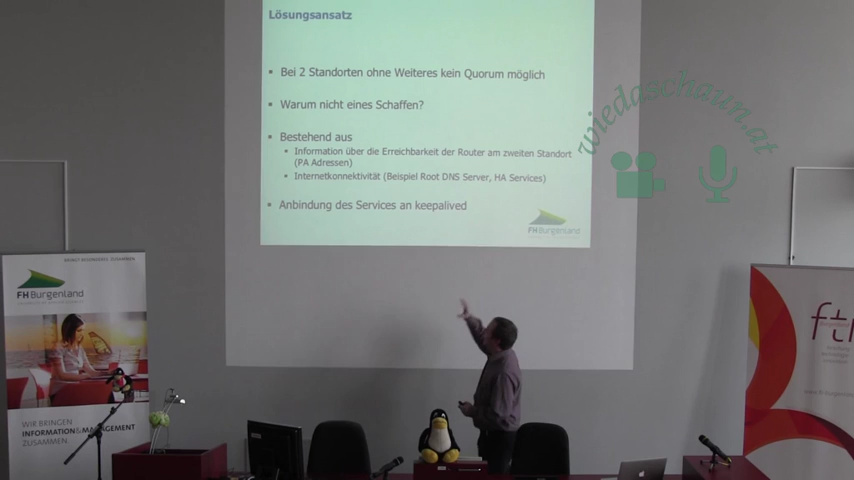 Lösungsansatz
Bei 2 Standorten ohne Weiteres kein Quorum möglich
Warum nicht eines Schaffen?
Bestehend aus
Information über die Erreichbarkeit der Router am zweiten Standort
(PA Adressen)
Internetkonnektivität (Beispiel Root DNS Server, HA Services)
Anbindung des Services an keepalived
FH Burgenland
wiedaschaun.at
FH Burgenland
WIR BRINGEN
INFORMATION&MANAGEMENT
ZUSAMMEN.